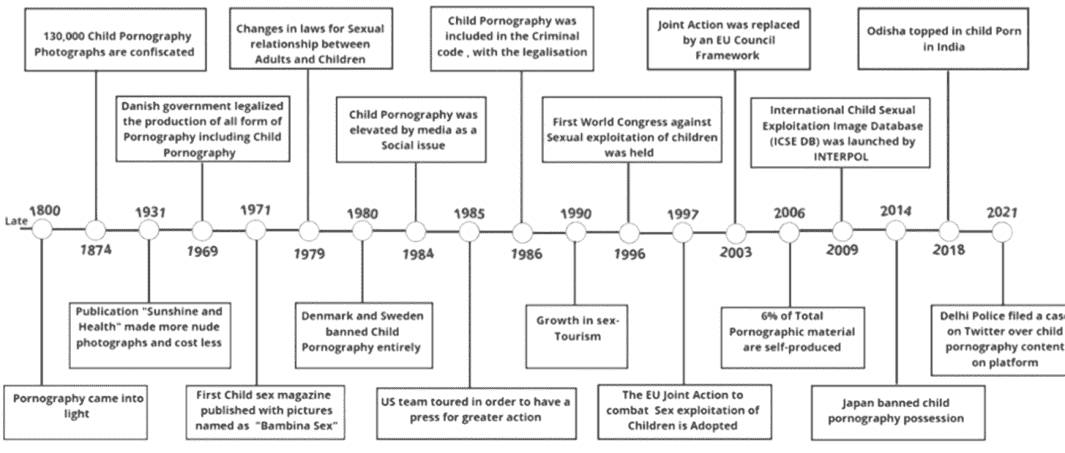 130,000 Child Pornography
Photographs are confiscated
Changes in laws for Sexual
relationship between
Adults and Children
Child Pornography was
included in the Criminal
code , with the legalisation
Joint Action was replaced
by an EU Council
Framework
Odisha topped in child Porn
in India
Danish government legalized
the production of all form of
Pornography including Child
Pornography
Child Pornography was
elevated by media as a
Social issue
First World Congress against
Sexual exploitation of children
was held
International Child Sexual
Exploitation Image Database
(ICSE DB) was launched by
INTERPOL
Late 1800 1931 1971 1980 1985 1990 1997 2006 2014 2021
1874 1969 1979 1984 1986 1996 2003 2009 2018
Publication "Sunshine and
Health" made more nude
photographs and cost less
Denmark and Sweden
banned Child
Pornography entirely
Growth in sex-
Tourism
6% of Total
Pornographic material
are self-produced
Delhi Police filed a cas
on Twitter over child
pornography content
on platform
Pornography came into
light
First Child sex magazine
published with pictures
named as "Bambina Sex"
US team toured in order to have a
press for greater action
The EU Joint Action to
combat Sex exploitation of
Children is Adopted
Japan banned child
pornography possession